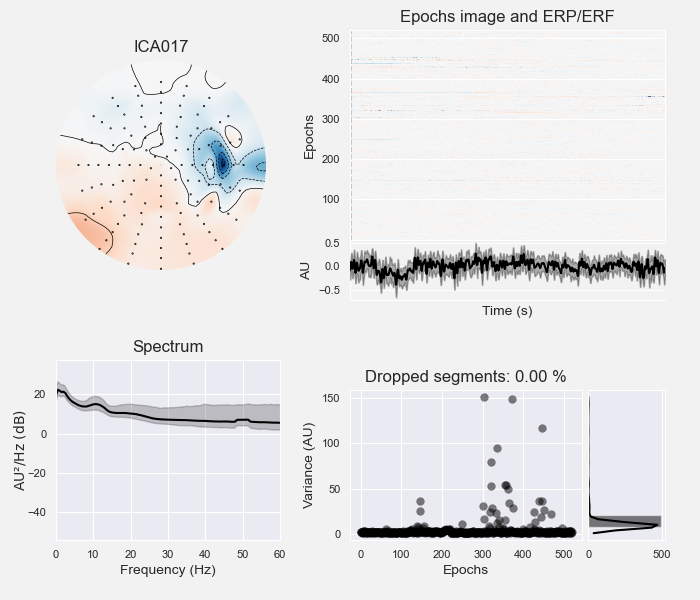 ICA017
Epochs image and ERP/ERF
500
400
300
200
100
Epochs
0.5
0.0
−0.5
AU
Time (s)
Spectrum
20
0
−20
−40
AU²/Hz (dB)
0 10 20 30 40 50 60
Frequency (Hz)
Dropped segments: 0.00 %
150
100
50
0
Variance (AU)
0 100 200 300 400 500
Epochs
0 500